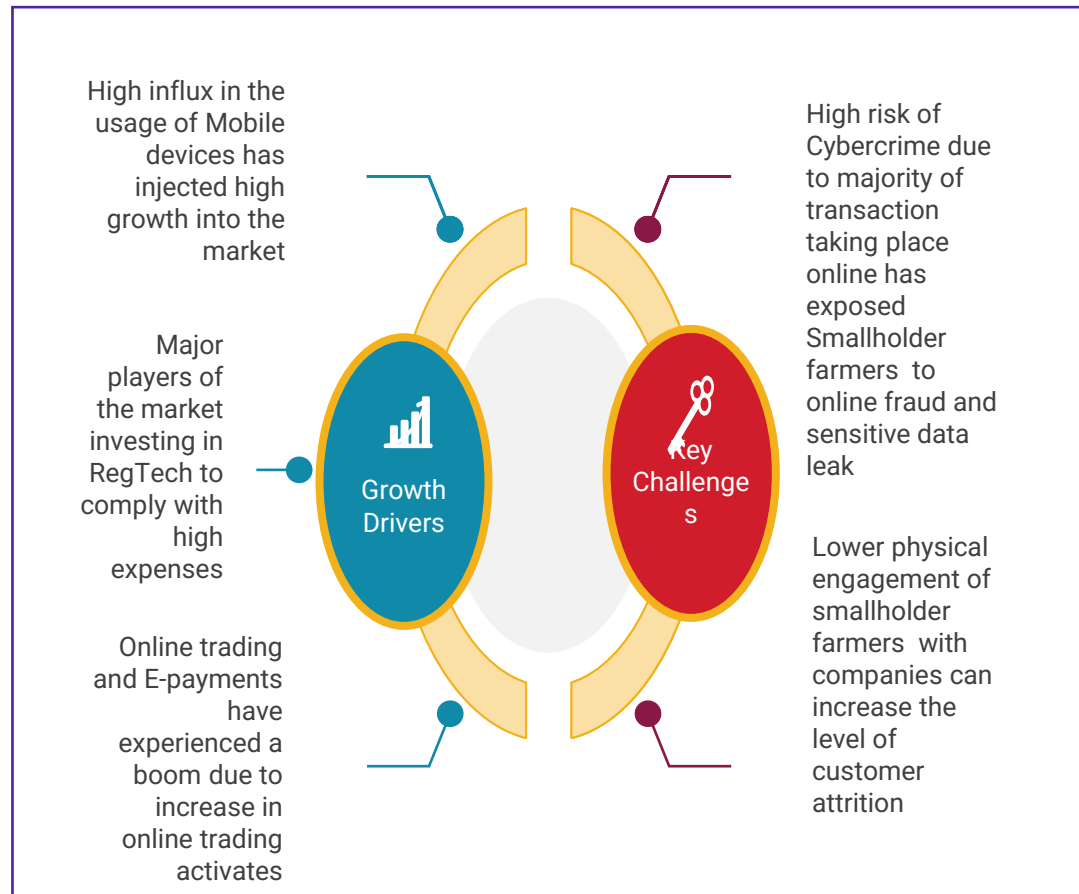 High influx in the
usage of Mobile
devices has
injected high
growth into the
market
Major
players of
the market
investing in
RegTech to
comply with
high
expenses
Online trading
and E-payments
have
experienced a
boom due to
increase in
online trading
activates
Growth
Drivers
Key
Challenge
s
High risk of
Cybercrime due
to majority of
transaction
taking place
online has
exposed
Smallholder
farmers  to
online fraud and
sensitive data
leak
Lower physical
engagement of
smallholder
farmers  with
companies can
increase the
level of
customer
attrition